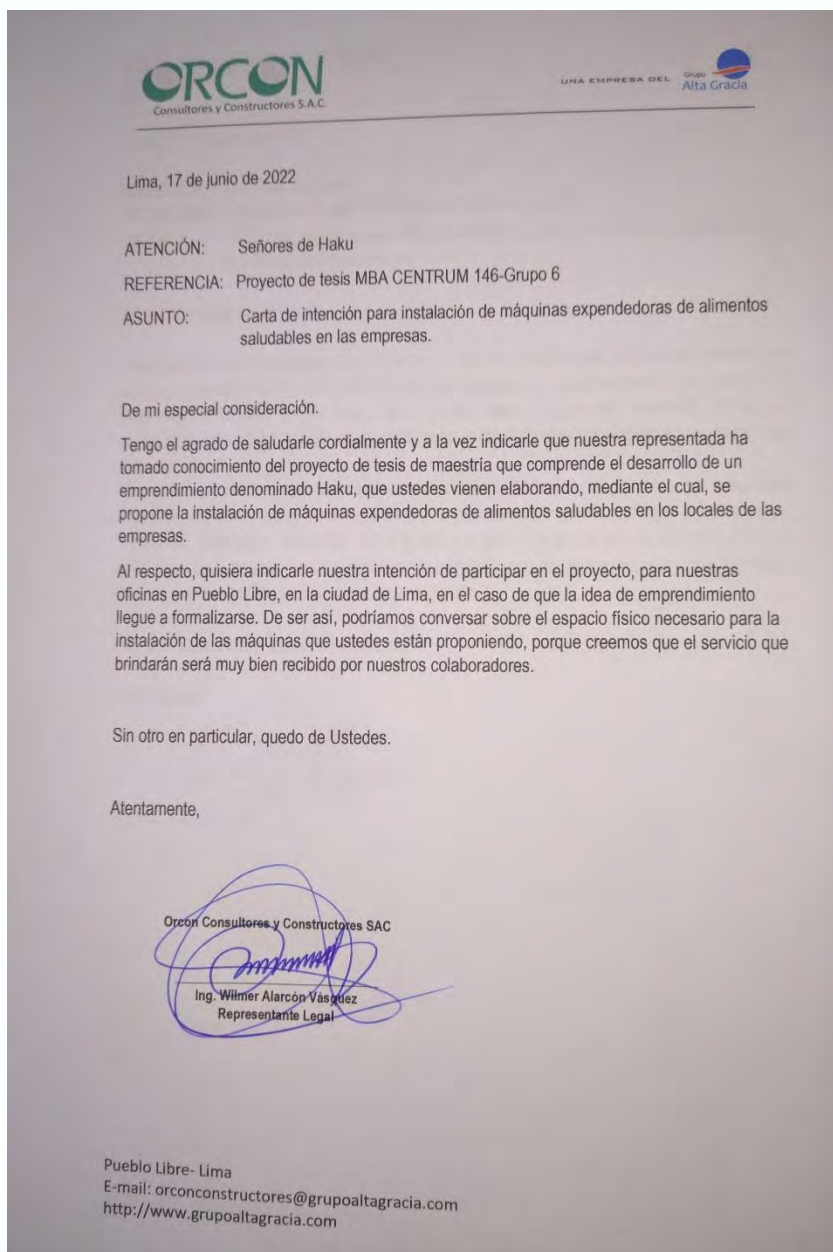 ORCON
Consultores y Constructores S.A.C.
UNA EMPRESA DEL
Grupo
Alta Gracia
Lima, 17 de junio de 2022
ATENCIÓN: Señores de Haku
REFERENCIA: Proyecto de tesis MBA CENTRUM 146-Grupo 6
ASUNTO: Carta de intención para instalación de máquinas expendedoras de alimentos
saludables en las empresas.
De mi especial consideración.
Tengo el agrado de saludarle cordialmente y a la vez indicarle que nuestra representada ha
tomado conocimiento del proyecto de tesis de maestría que comprende el desarrollo de un
emprendimiento denominado Haku, que ustedes vienen elaborando, mediante el cual, se
propone la instalación de máquinas expendedoras de alimentos saludables en los locales de las
empresas.
Al respecto, quisiera indicarle nuestra intención de participar en el proyecto, para nuestras
oficinas en Pueblo Libre, en la ciudad de Lima, en el caso de que la idea de emprendimiento
llegue a formalizarse. De ser así, podríamos conversar sobre el espacio físico necesario para la
instalación de las máquinas que ustedes están proponiendo, porque creemos que el servicio que
brindarán será muy bien recibido por nuestros colaboradores.
Sin otro en particular, quedo de Ustedes.
Atentamente,
Orcon Consultores y Constructores SAC
Ing. Wilmer Alarcón Vásquez
Representante Legal
Pueblo Libre- Lima
E-mail: orconconstructores@grupoaltagracia.com
http://www.grupoaltagracia.com